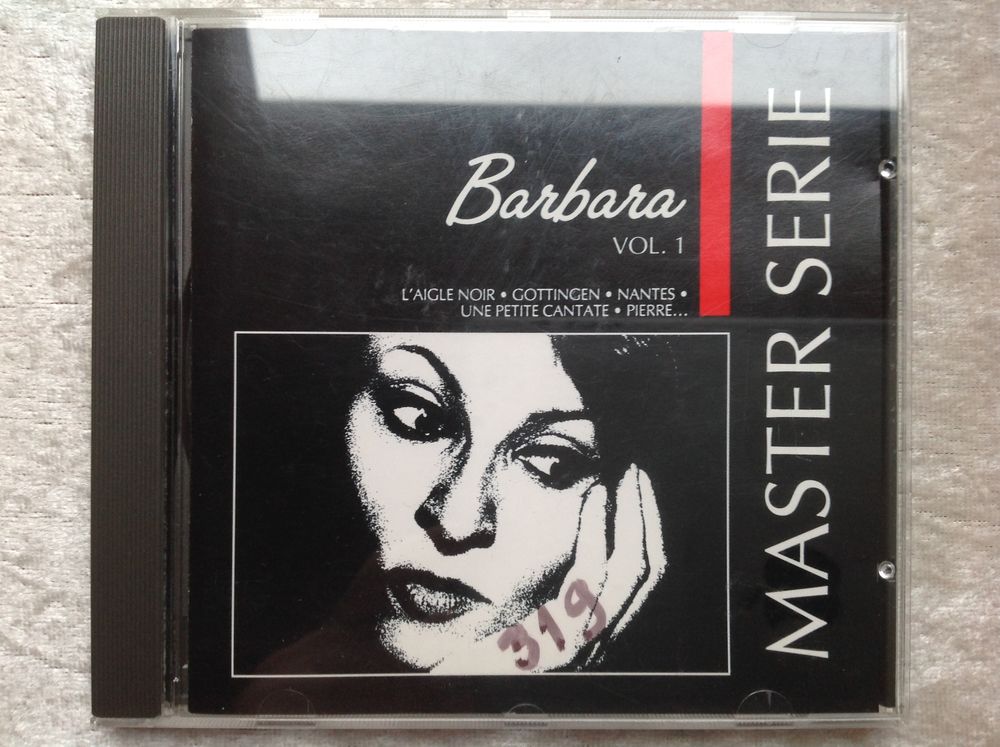 Barbara
VOL. 1
L'AIGLE NOIR • GOTTINGEN • NANTES •
UNE PETITE CANTATE • PIERRE...
MASTER SERIE
319